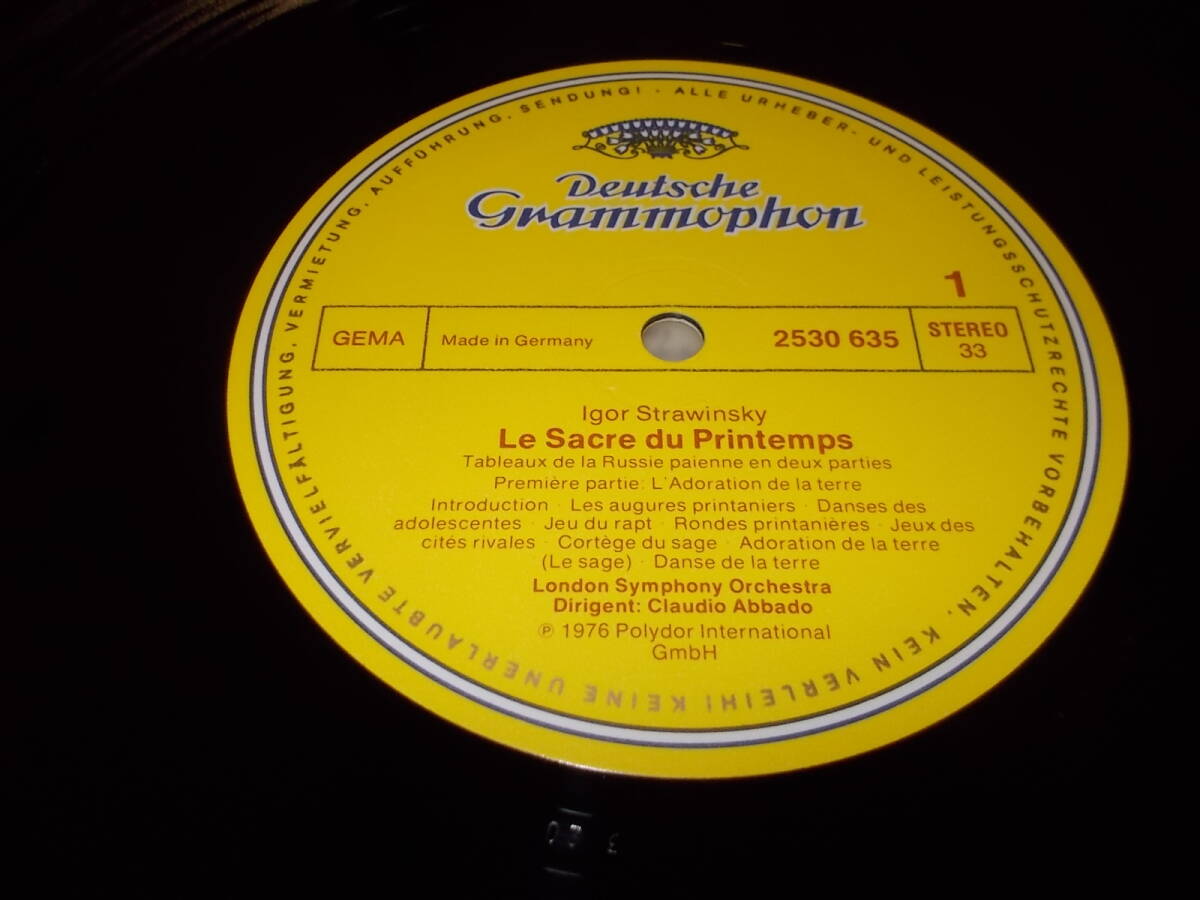 Deutsche
Grammophon
1
GEMA
Made in Germany
2530 635
STEREO
33
Igor Strawinsky
Le Sacre du Printemps
Tableaux de la Russie paienne en deux parties
Première partie: L'Adoration de la terre
Introduction · Les augures printaniers · Danses des
adolescentes · Jeu du rapt · Rondes printanières · Jeux des
cités rivales · Cortège du sage · Adoration de la terre
(Le sage) · Danse de la terre
London Symphony Orchestra
Dirigent: Claudio Abbado
℗ 1976 Polydor International
GmbH
ALLE URHEBER- UND LEISTUNGSSCHUTZRECHTE VORBEHALTEN. KEIN VERLEIH! KEINE UNERLAUBTE VERVIELFÄLTIGUNG, VERMIETUNG, AUFFÜHRUNG, SENDUNG! ·